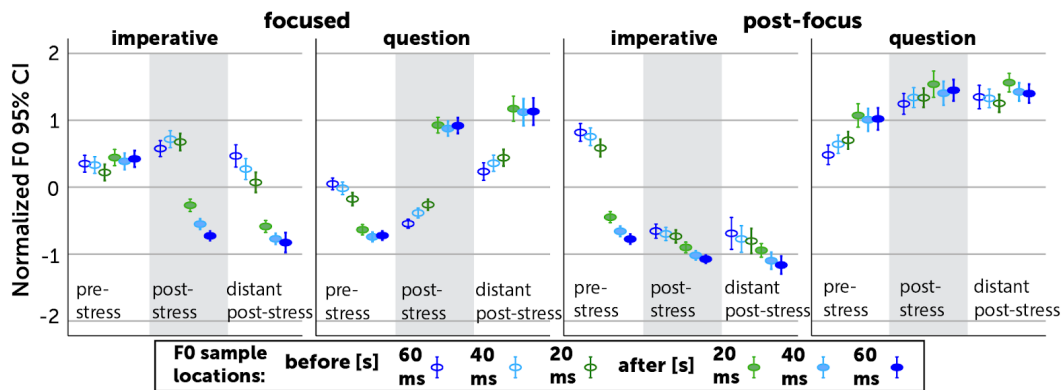 focused post-focus
imperative question imperative question
Normalized F0 95% CI
2
1
0
-1
-2
pre-
stress
post-
stress
distant
post-stress
pre-
stress
post-
stress
distant
post-stress
pre-
stress
post-
stress
distant
post-stress
pre-
stress
post-
stress
distant
post-stress
F0 sample
locations:
before [s] 60
ms
40
ms
20
ms
after [s] 20
ms
40
ms
60
ms